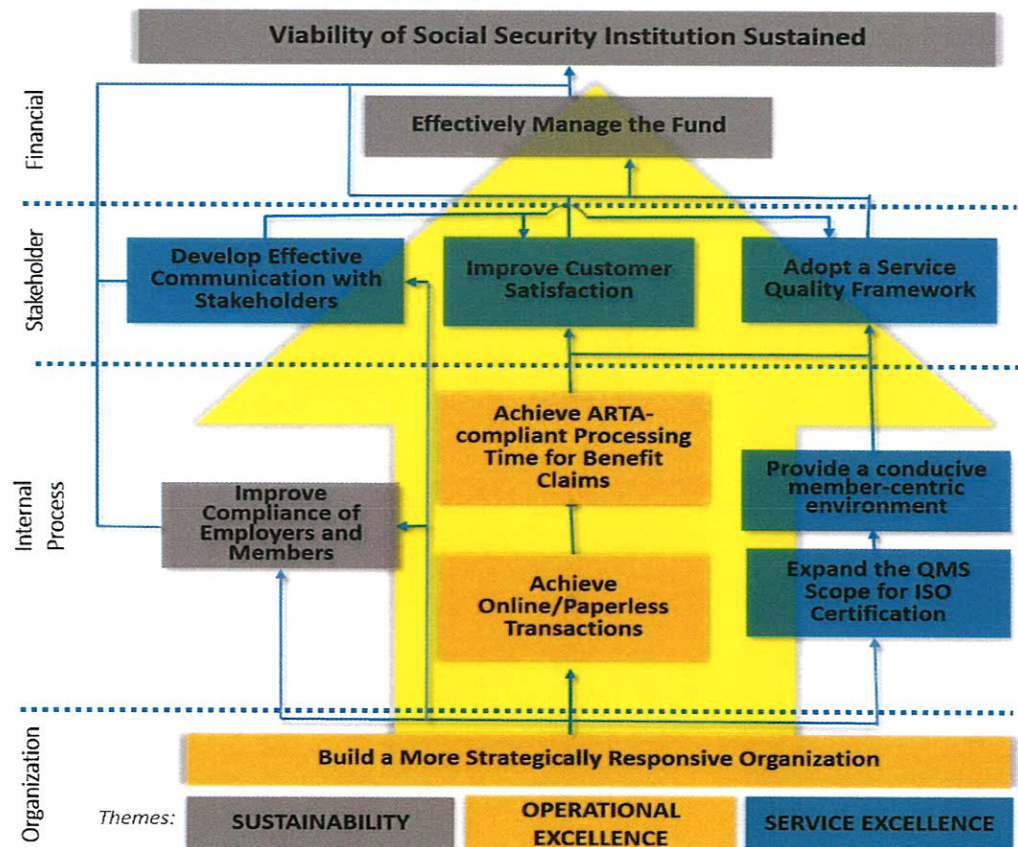 Viability of Social Security Institution Sustained
Financial
Effectively Manage the Fund
Stakeholder
Develop Effective
Communication with
Stakeholders
Improve Customer
Satisfaction
Adopt a Service
Quality Framework
Internal
Process
Achieve ARTA-
compliant Processing
Time for Benefit
Claims
Improve
Compliance of
Employers and
Members
Provide a conducive
member-centric
environment
Achieve
Online/Paperless
Transactions
Expand the QMS
Scope for ISO
Certification
Organization
Build a More Strategically Responsive Organization
Themes:
SUSTAINABILITY
OPERATIONAL
EXCELLENCE
SERVICE EXCELLENCE